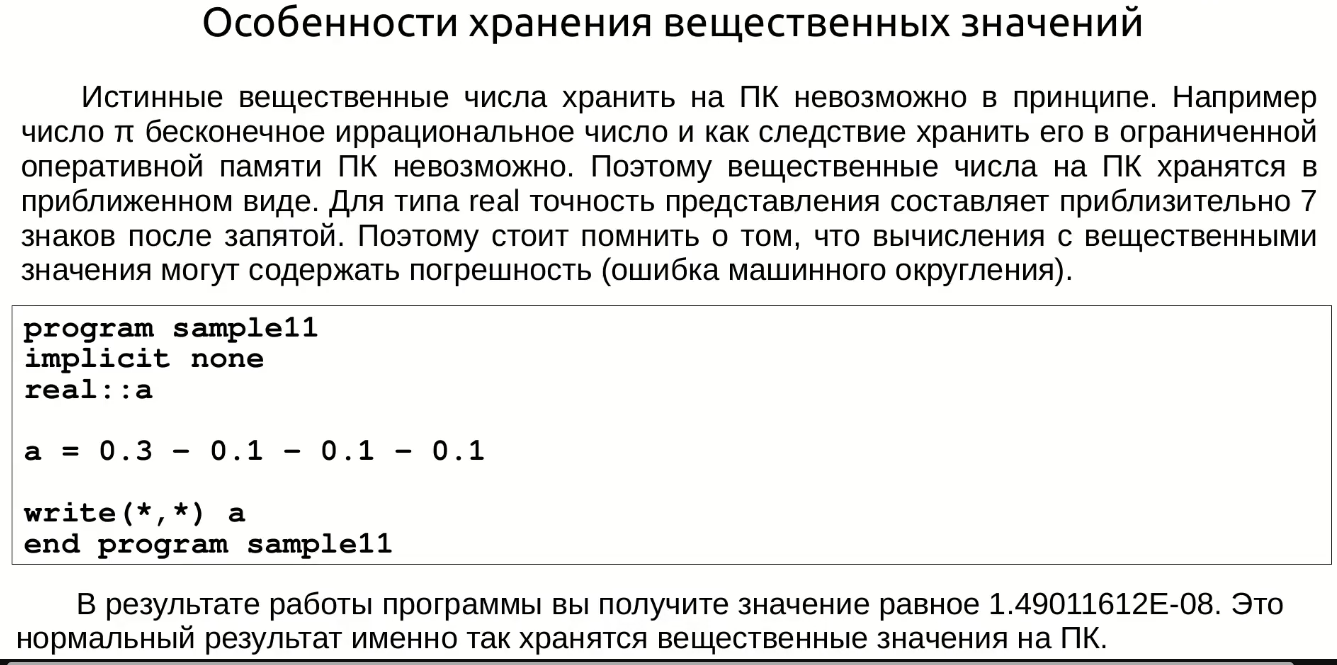 Особенности хранения вещественных значений
Истинные вещественные числа хранить на ПК невозможно в принципе. Например
число π бесконечное иррациональное число и как следствие хранить его в ограниченной
оперативной памяти ПК невозможно. Поэтому вещественные числа на ПК хранятся в
приближенном виде. Для типа real точность представления составляет приблизительно 7
знаков после запятой. Поэтому стоит помнить о том, что вычисления с вещественными
значения могут содержать погрешность (ошибка машинного округления).
program sample11
implicit none
real::a
a = 0.3 – 0.1 – 0.1 – 0.1
write(*,*) a
end program sample11
В результате работы программы вы получите значение равное 1.49011612E-08. Это
нормальный результат именно так хранятся вещественные значения на ПК.